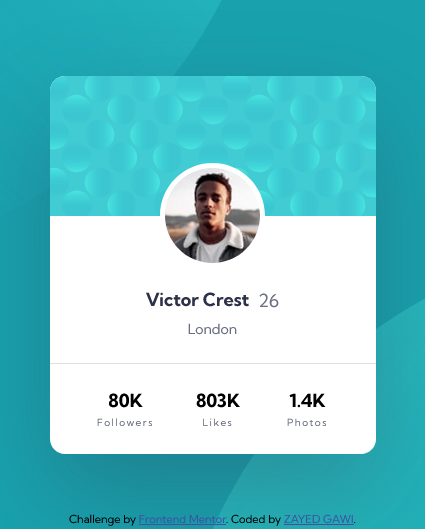 Victor Crest 26
London
80K 803K 1.4K
Followers Likes Photos
Challenge by Frontend Mentor. Coded by ZAYED GAWI.